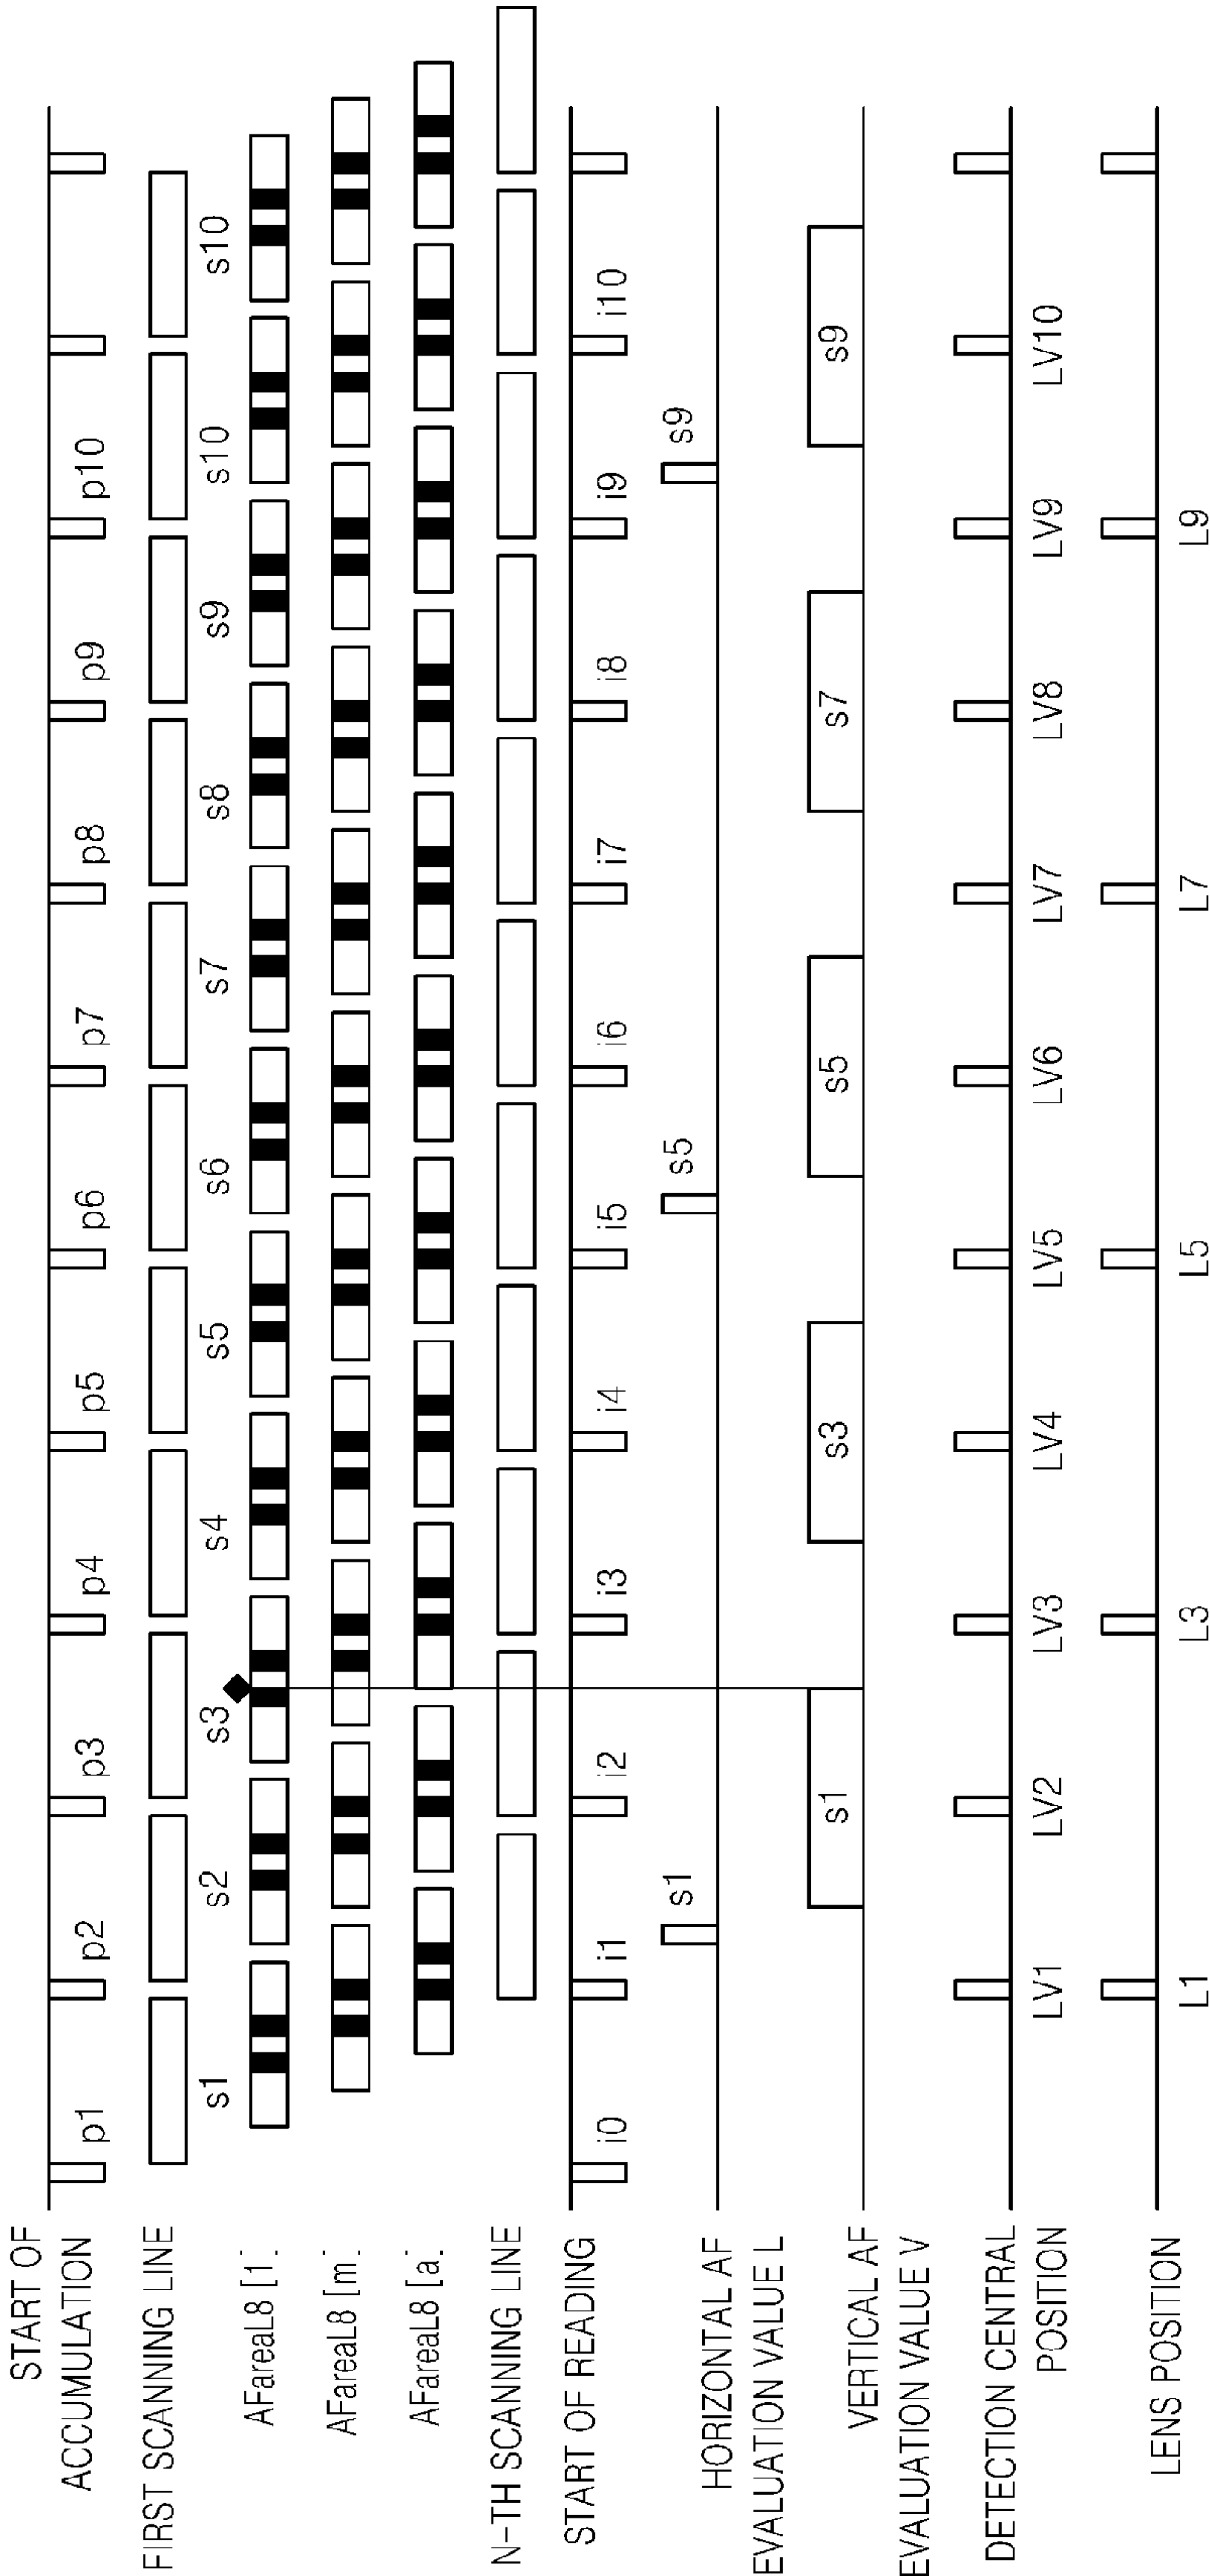 START OF
ACCUMULATION
p1 p2 p3 p4 p5 p6 p7 p8 p9 p10
FIRST SCANNING LINE
s1 s2 s3 s4 s5 s6 s7 s8 s9 s10 s10
AFareaL8 [1]
AFareaL8 [m]
AFareaL8 [a]
N-TH SCANNING LINE
START OF READING
i0 i1 i2 i3 i4 i5 i6 i7 i8 i9 i10
HORIZONTAL AF
EVALUATION VALUE L
s1 s5 s9
VERTICAL AF
EVALUATION VALUE V
s1 s3 s5 s7 s9
DETECTION CENTRAL
POSITION
LV1 LV2 LV3 LV4 LV5 LV6 LV7 LV8 LV9 LV10
LENS POSITION
L1 L3 L5 L7 L9